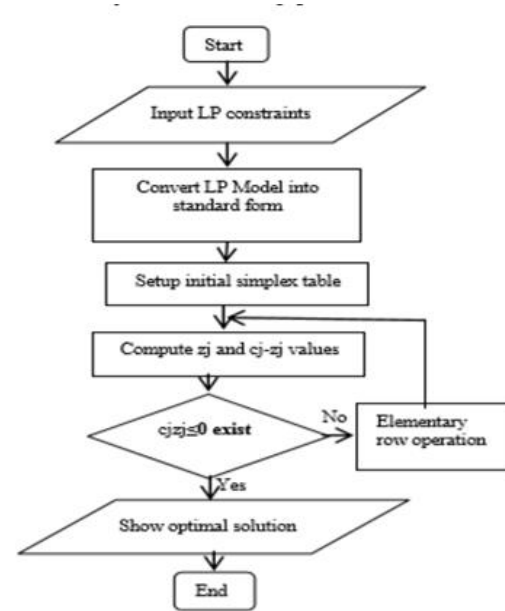 Start
Input LP constraints
Convert LP Model into
standard form
Setup initial simplex table
Compute zj and cj-zj values
cjzj≤0 exist
No
Elementary
row operation
Yes
Show optimal solution
End